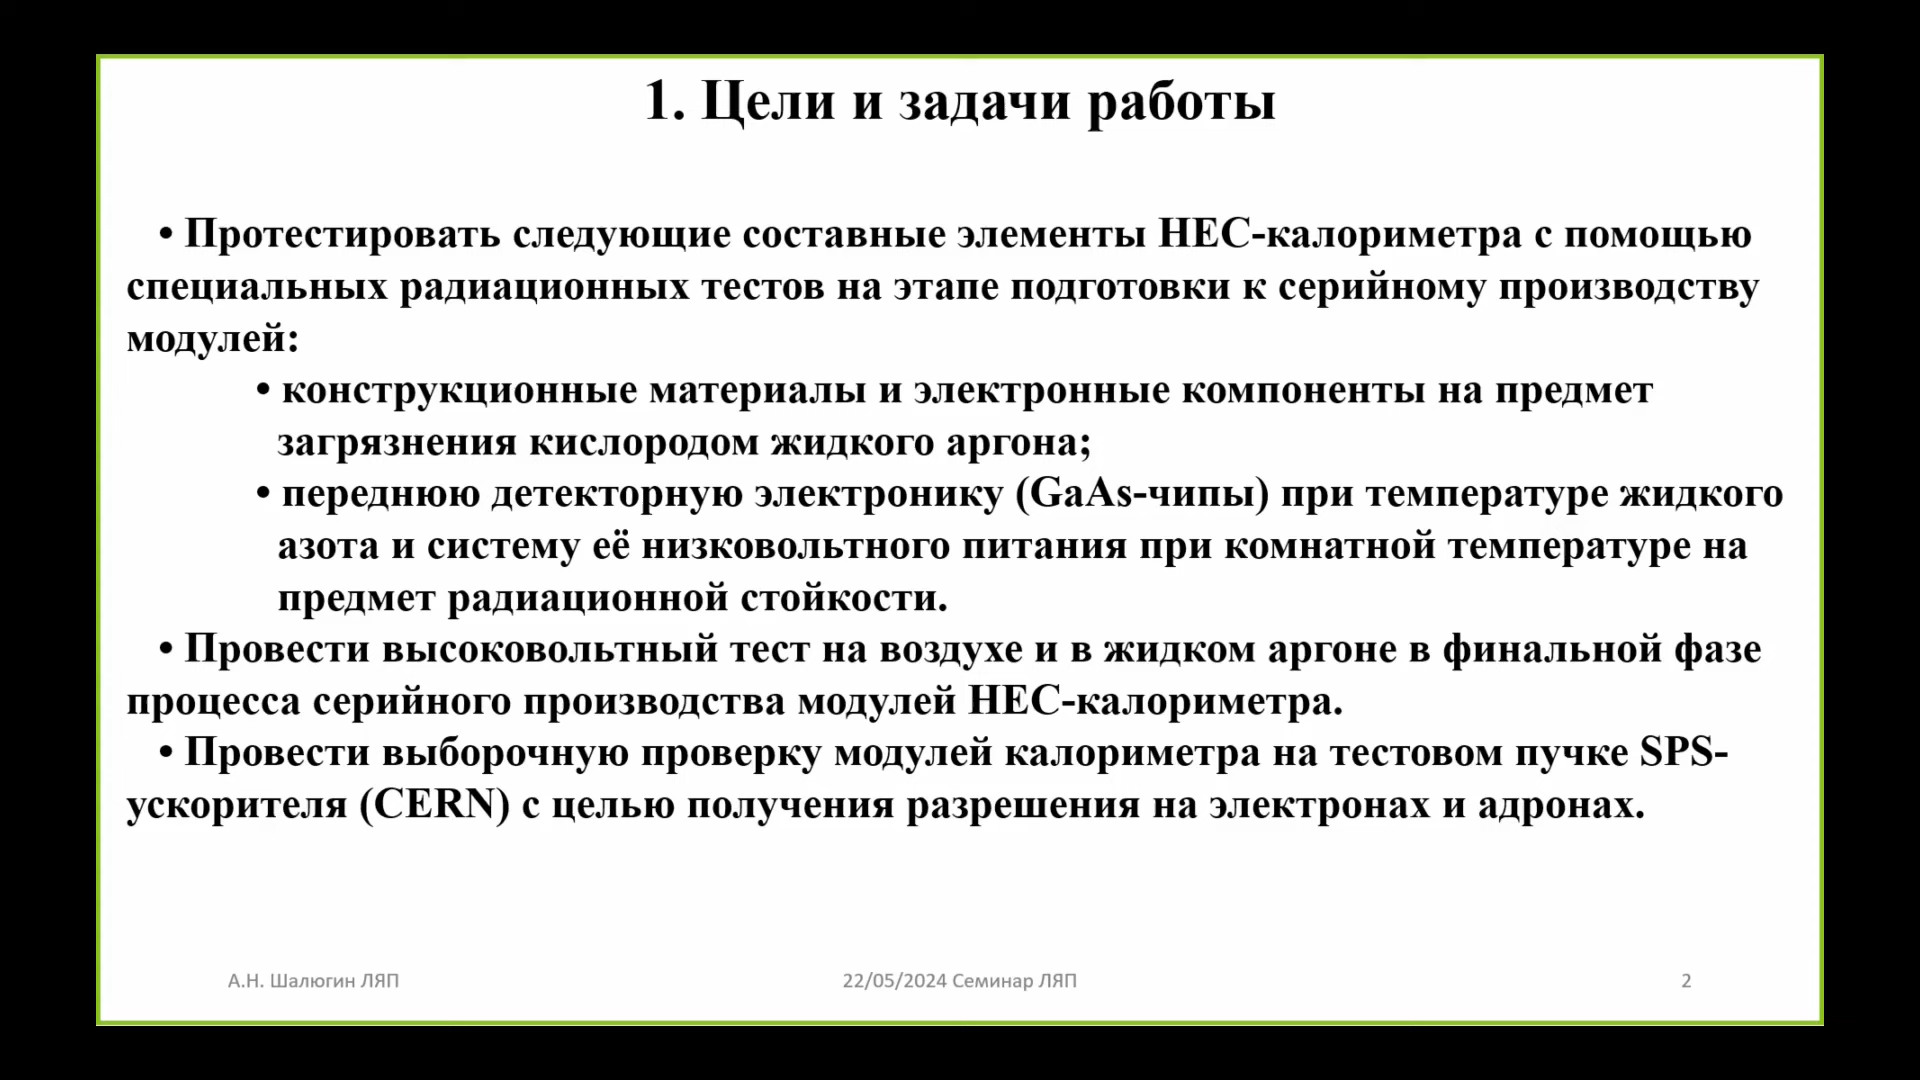 1. Цели и задачи работы
• Протестировать следующие составные элементы HEC-калориметра с помощью
специальных радиационных тестов на этапе подготовки к серийному производству
модулей:
• конструкционные материалы и электронные компоненты на предмет
загрязнения кислородом жидкого аргона;
• переднюю детекторную электронику (GaAs-чипы) при температуре жидкого
азота и систему её низковольтного питания при комнатной температуре на
предмет радиационной стойкости.
• Провести высоковольтный тест на воздухе и в жидком аргоне в финальной фазе
процесса серийного производства модулей HEC-калориметра.
• Провести выборочную проверку модулей калориметра на тестовом пучке SPS-
ускорителя (CERN) с целью получения разрешения на электронах и адронах.
А.Н. Шалюгин ЛЯП
22/05/2024 Семинар ЛЯП
2